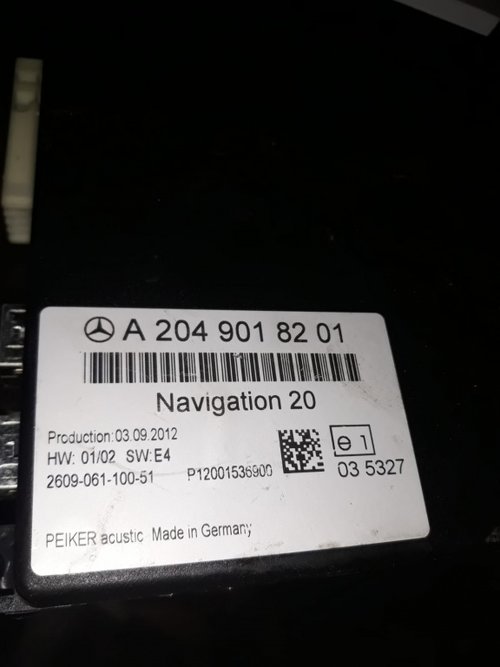 A 204 901 82 01
Navigation 20
Production: 03.09.2012
HW: 01/02 SW: E4
2609-061-100-51 P12001536900
e 1
03 5327
PEIKER acustic Made in Germany